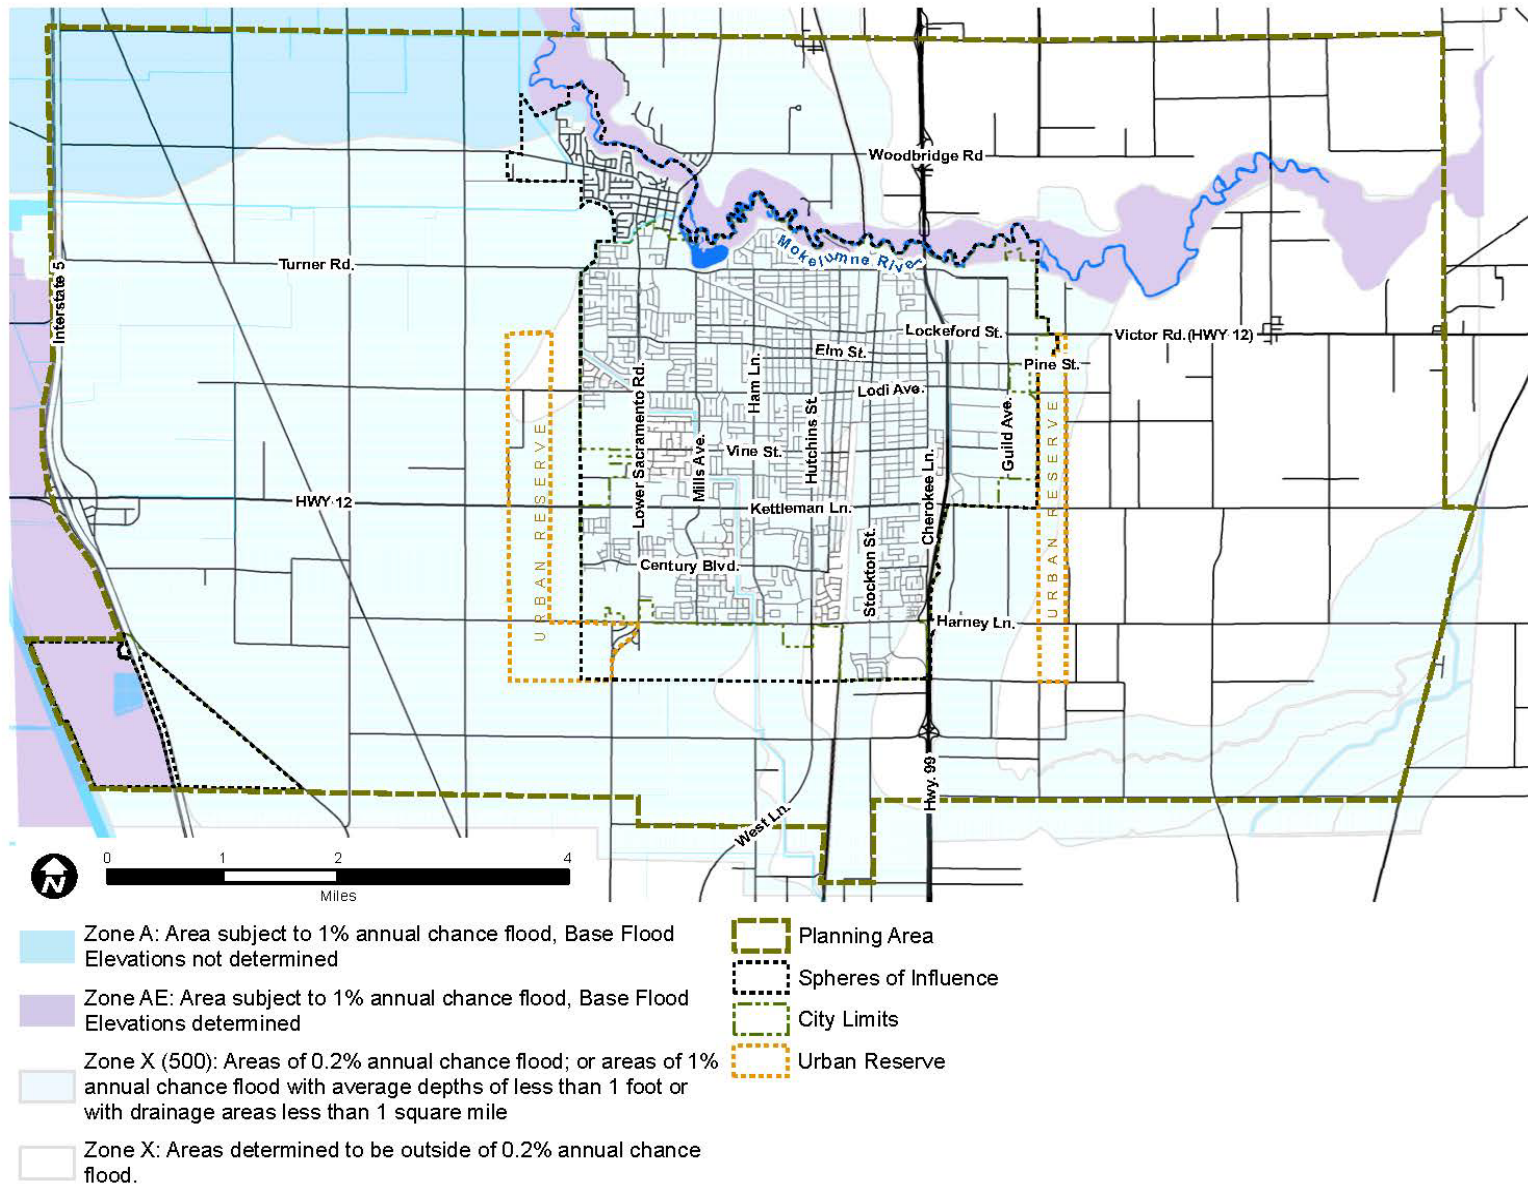 Woodbridge Rd
Mokelumne River
Turner Rd.
Interstate 5
Lockeford St.
Victor Rd.(HWY 12)
Elm St.
Pine St.
Lodi Ave.
Lower Sacramento Rd.
Ham Ln.
Hutchins St.
Guild Ave.
URBAN RESERVE
URBAN RESERVE
Mills Ave.
Vine St.
Cherokee Ln.
HWY 12
Kettleman Ln.
Century Blvd.
Stockton St.
Harney Ln.
Hwy. 99
West Ln.
N
0 1 2 4
Miles
Zone A: Area subject to 1% annual chance flood, Base Flood
Elevations not determined
Zone AE: Area subject to 1% annual chance flood, Base Flood
Elevations determined
Zone X (500): Areas of 0.2% annual chance flood; or areas of 1%
annual chance flood with average depths of less than 1 foot or
with drainage areas less than 1 square mile
Zone X: Areas determined to be outside of 0.2% annual chance
flood.
Planning Area
Spheres of Influence
City Limits
Urban Reserve